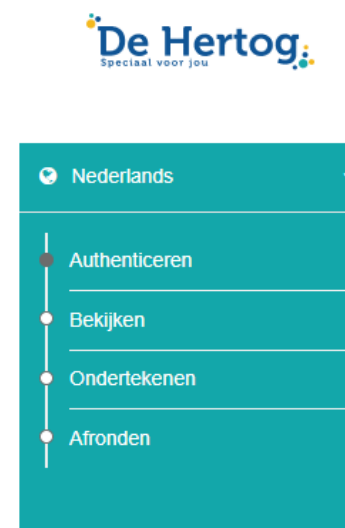 De Hertog
Speciaal voor jou
Nederlands
Authenticeren
Bekijken
Ondertekenen
Afronden